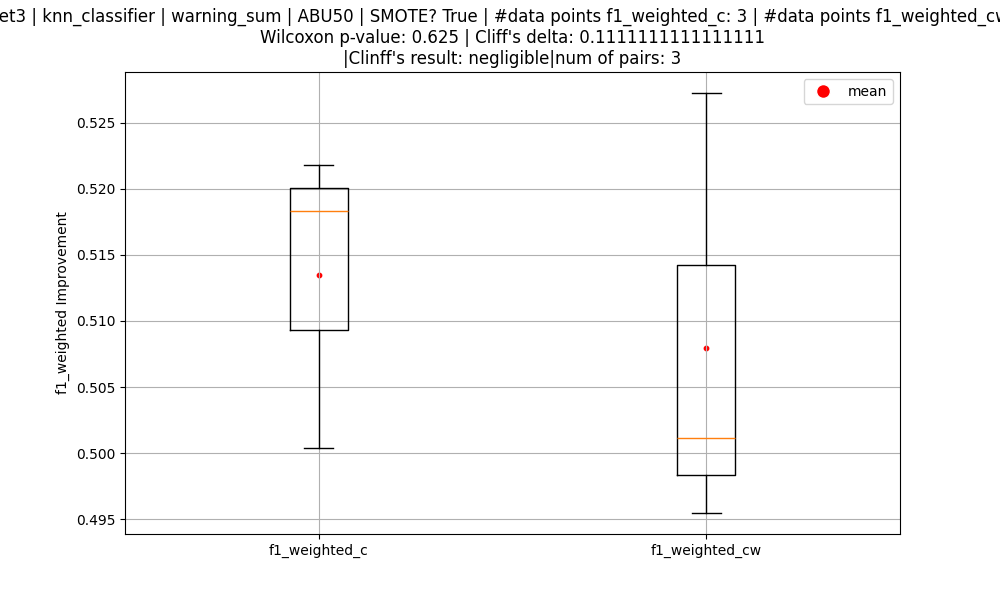 et3 | knn_classifier | warning_sum | ABU50 | SMOTE? True | #data points f1_weighted_c: 3 | #data points f1_weighted_cw
Wilcoxon p-value: 0.625 | Cliff's delta: 0.1111111111111111
|Clinff's result: negligible|num of pairs: 3
mean
0.525
0.520
0.515
0.510
0.505
0.500
0.495
f1_weighted Improvement
f1_weighted_c
f1_weighted_cw